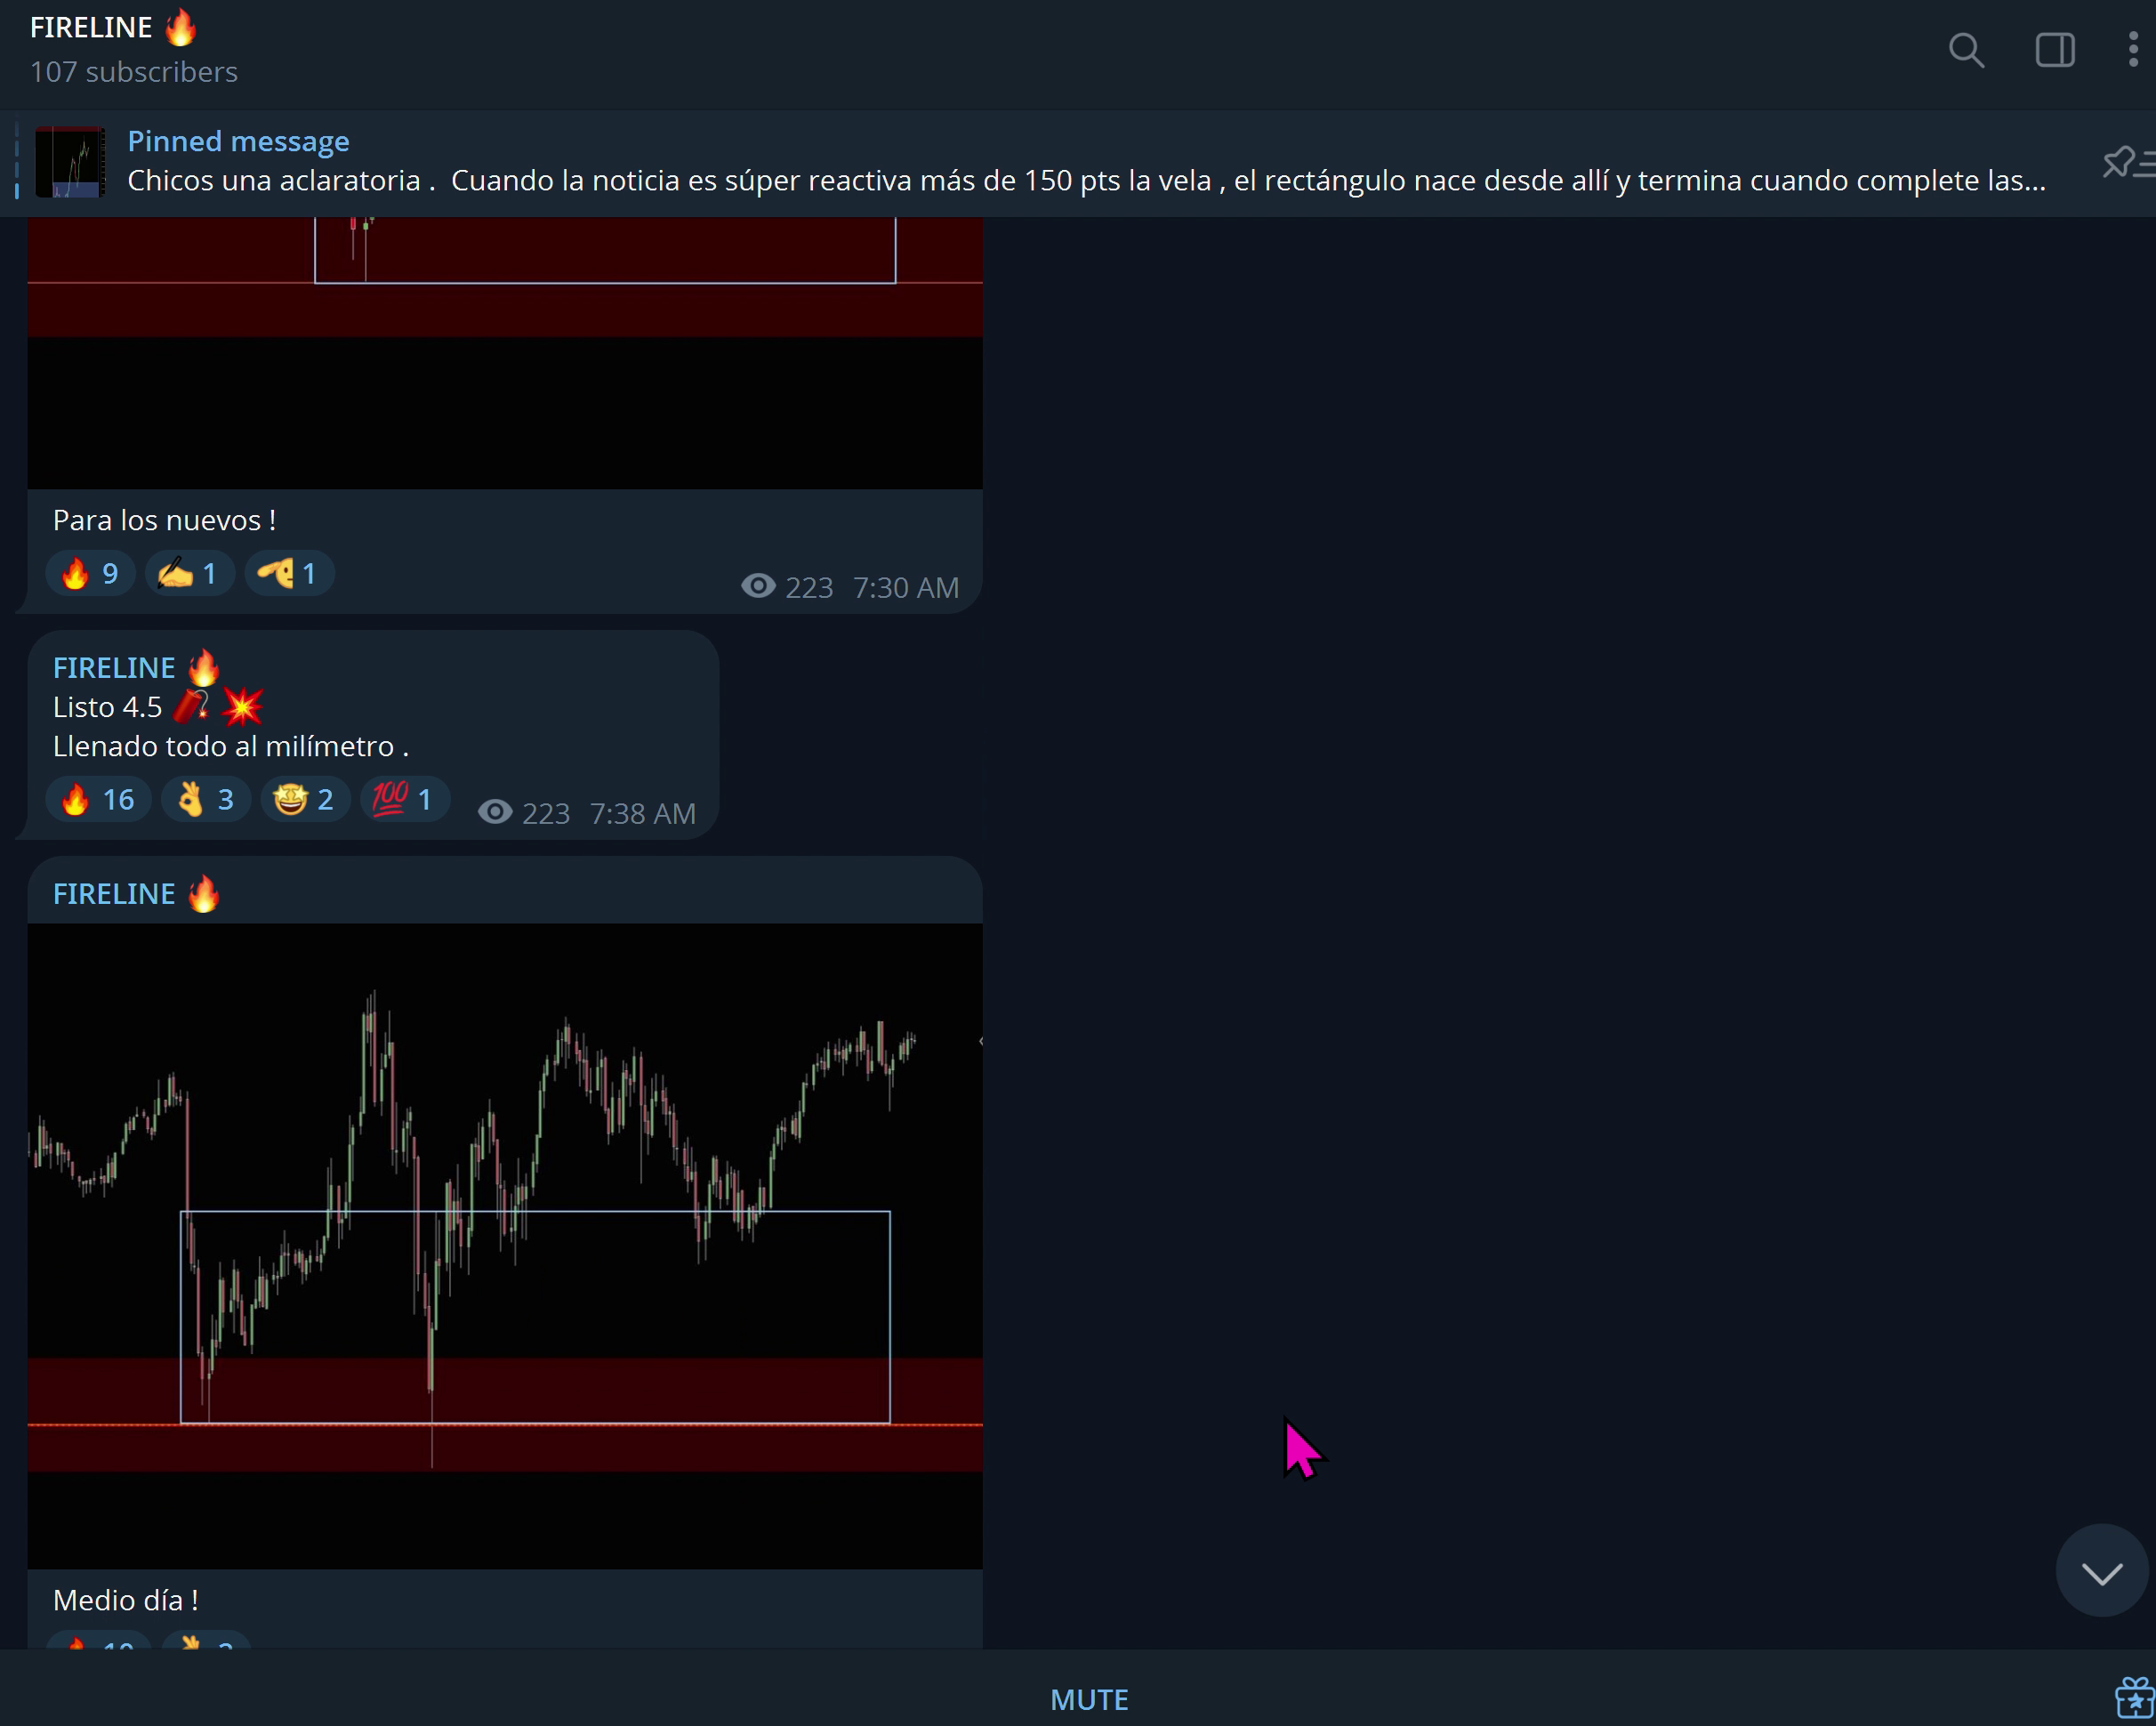 FIRELINE 🔥
107 subscribers
Pinned message
Chicos una aclaratoria .  Cuando la noticia es súper reactiva más de 150 pts la vela , el rectángulo nace desde allí y termina cuando complete las...
Para los nuevos !
🔥 9 ✍️ 1 🫡 1
223 7:30 AM
FIRELINE 🔥
Listo 4.5 🧨 💥
Llenado todo al milímetro .
🔥 16 👌 3 🤩 2 💯 1
223 7:38 AM
FIRELINE 🔥
Medio día !
MUTE